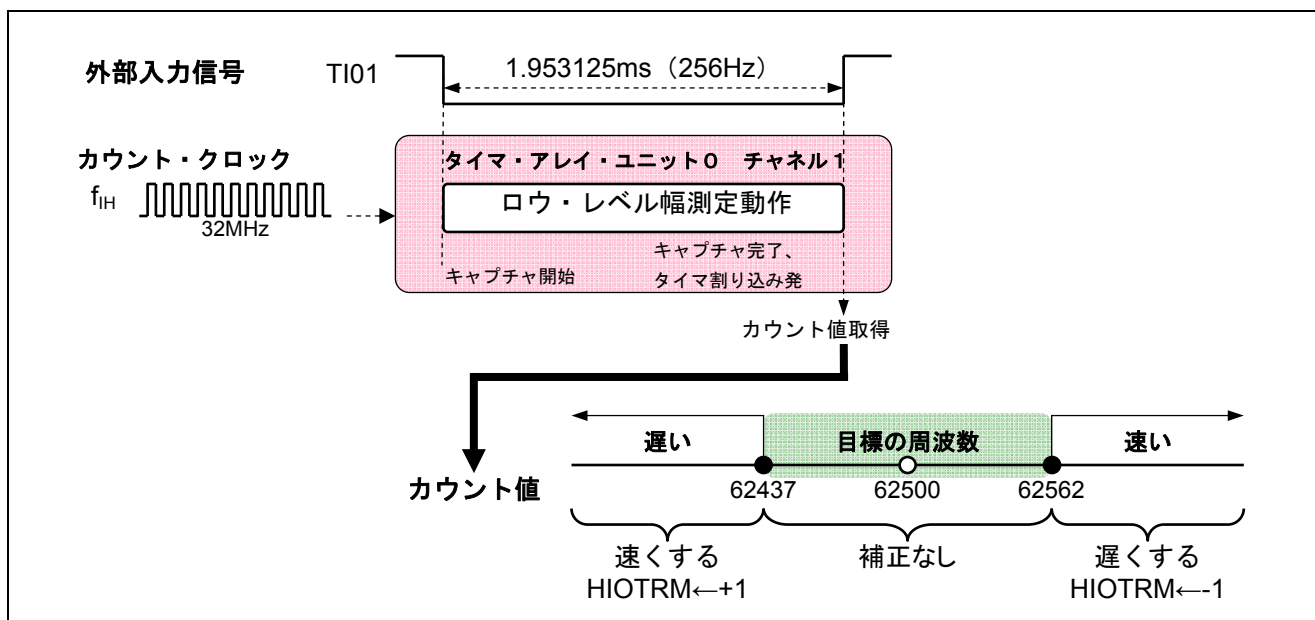 外部入力信号 TI01 1.953125ms（256Hz）
カウント・クロック
fIH
32MHz
タイマ・アレイ・ユニット0 チャネル1
ロウ・レベル幅測定動作
キャプチャ開始
キャプチャ完了、
タイマ割り込み発
カウント値取得
遅い 目標の周波数 速い
カウント値
62437 62500 62562
速くする 補正なし 遅くする
HIOTRM←+1 HIOTRM←-1